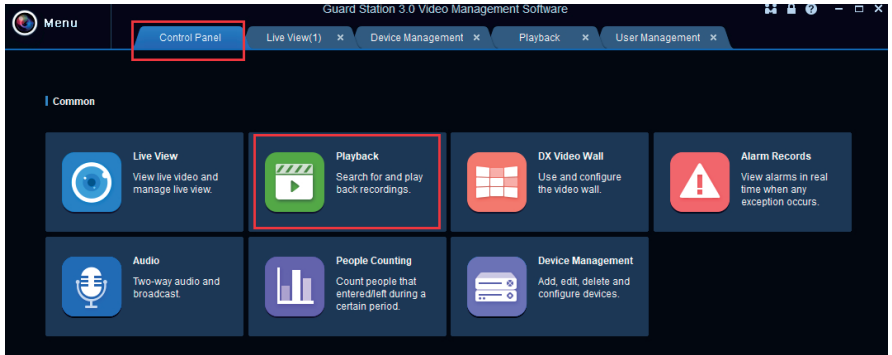 Guard Station 3.0 Video Management Software
Menu
Control Panel
Live View(1)
Device Management
Playback
User Management
Common
Live View
View live video and
manage live view.
Playback
Search for and play
back recordings.
DX Video Wall
Use and configure
the video wall.
Alarm Records
View alarms in real
time when any
exception occurs.
Audio
Two-way audio and
broadcast.
People Counting
Count people that
entered/left during a
certain period.
Device Management
Add, edit, delete and
configure devices.